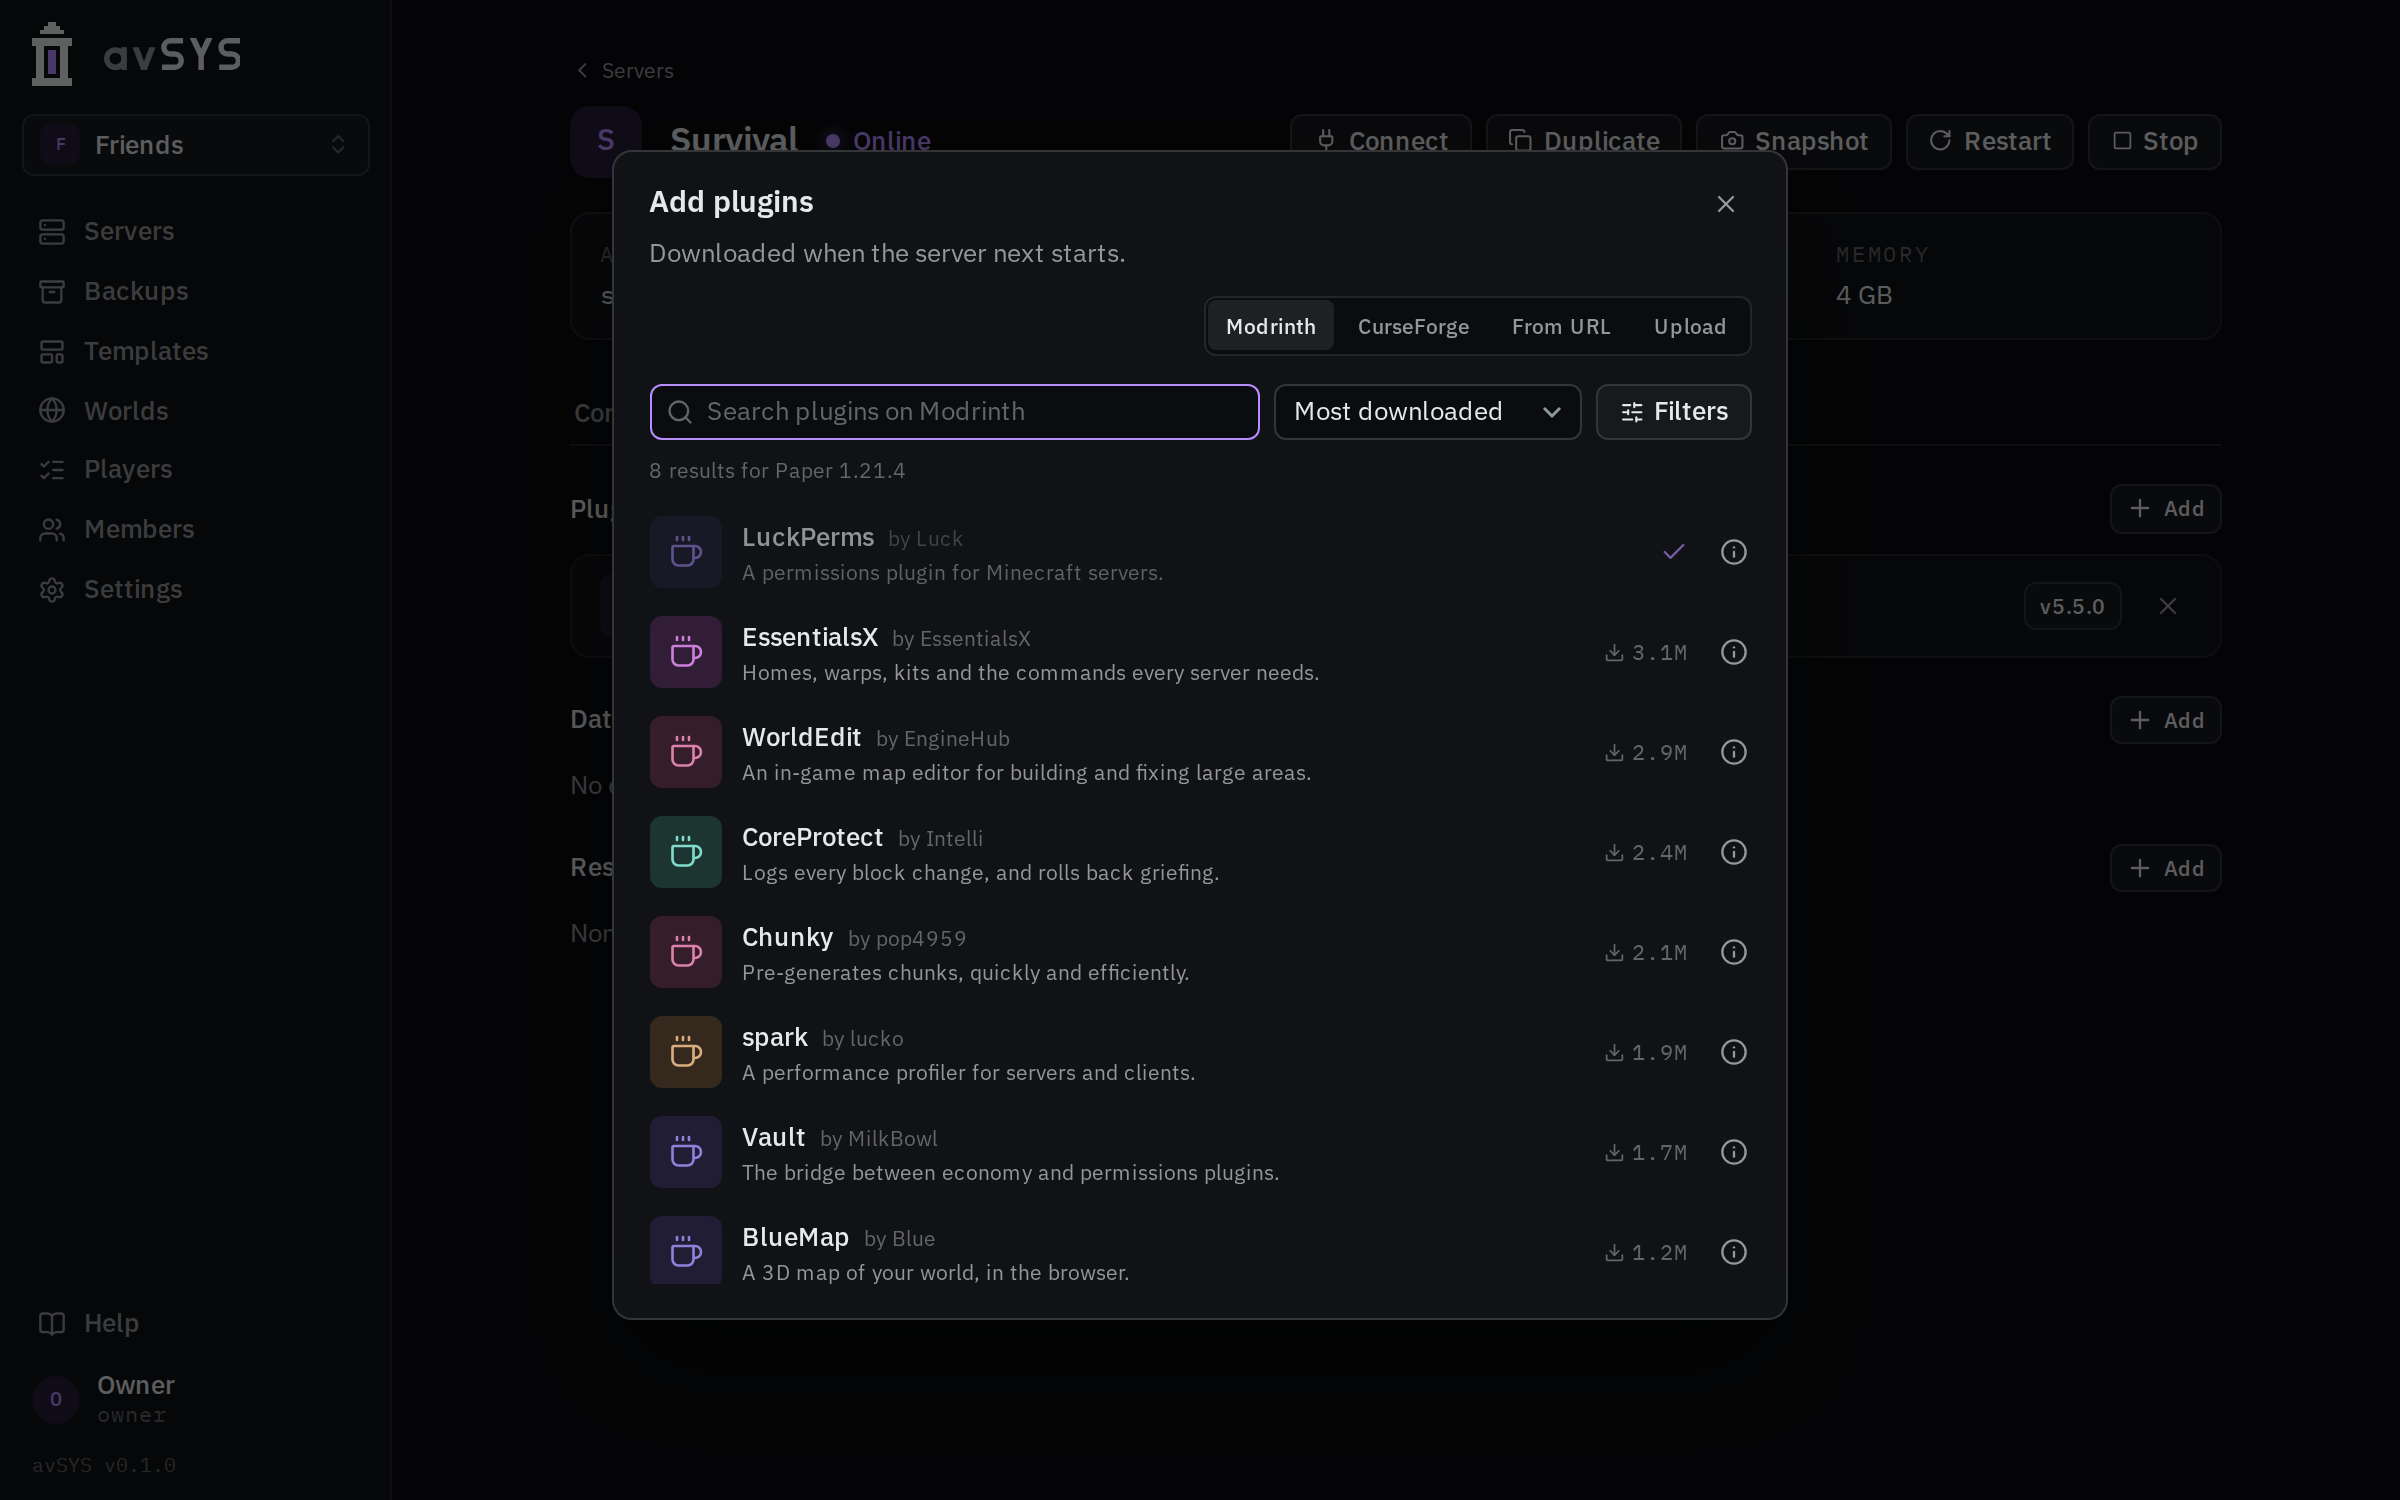 avSYS
F Friends
Servers
Backups
Templates
Worlds
Players
Members
Settings
Help
O Owner
owner
avSYS v0.1.0
Servers
S Survival Online
Connect Duplicate Snapshot Restart Stop
MEMORY
4 GB
Add
v5.5.0
Add
Add
Add plugins
Downloaded when the server next starts.
Modrinth CurseForge From URL Upload
Search plugins on Modrinth Most downloaded Filters
8 results for Paper 1.21.4
LuckPerms by Luck
A permissions plugin for Minecraft servers.
EssentialsX by EssentialsX 3.1M
Homes, warps, kits and the commands every server needs.
WorldEdit by EngineHub 2.9M
An in-game map editor for building and fixing large areas.
CoreProtect by Intelli 2.4M
Logs every block change, and rolls back griefing.
Chunky by pop4959 2.1M
Pre-generates chunks, quickly and efficiently.
spark by lucko 1.9M
A performance profiler for servers and clients.
Vault by MilkBowl 1.7M
The bridge between economy and permissions plugins.
BlueMap by Blue 1.2M
A 3D map of your world, in the browser.